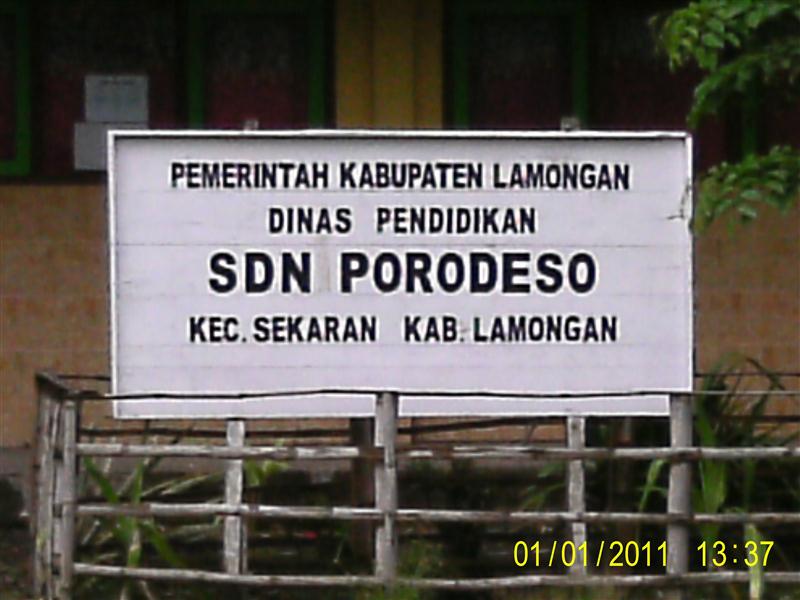 PEMERINTAH KABUPATEN LAMONGAN
DINAS PENDIDIKAN
SDN PORODESO
KEC. SEKARAN KAB. LAMONGAN
01/01/2011 13:37